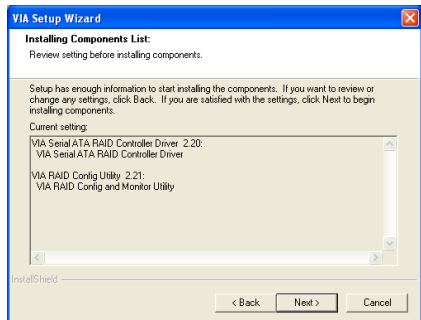 VIA Setup Wizard
Installing Components List:
Review setting before installing components.
Setup has enough information to start installing the components. If you want to review or
change any settings, click Back. If you are satisfied with the settings, click Next to begin
installing components.
Current setting:
VIA Serial ATA RAID Controller Driver 2.20:
VIA Serial ATA RAID Controller Driver
VIA RAID Config Utility 2.21:
VIA RAID Config and Monitor Utility
InstallShield
< Back Next > Cancel